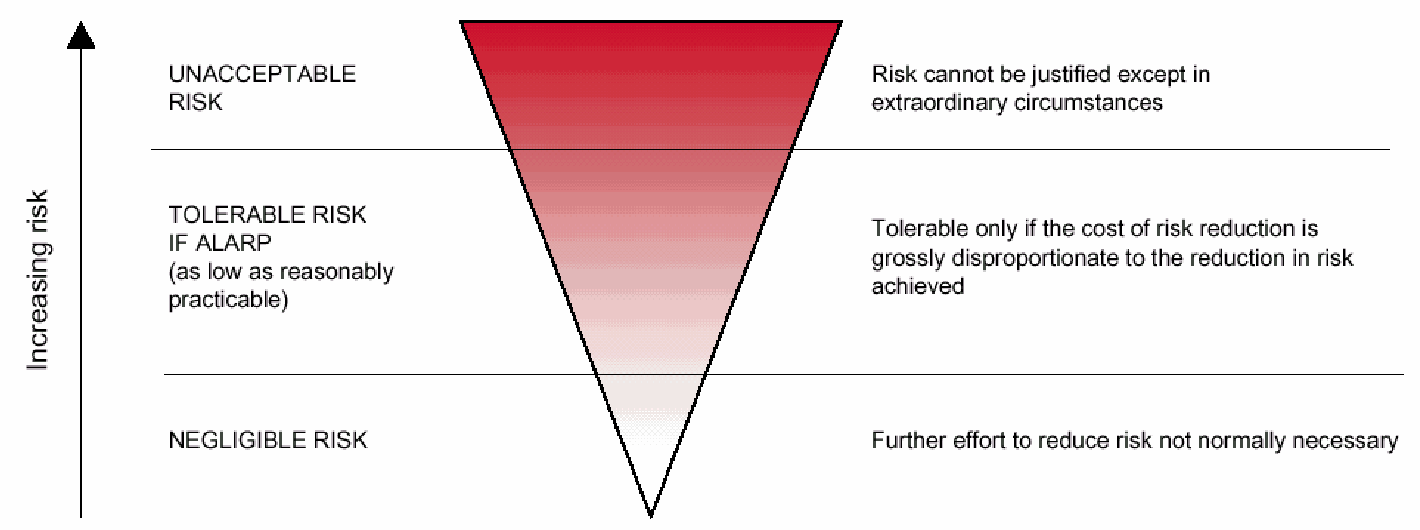 Increasing risk
UNACCEPTABLE
RISK
Risk cannot be justified except in
extraordinary circumstances
TOLERABLE RISK
IF ALARP
(as low as reasonably
practicable)
Tolerable only if the cost of risk reduction is
grossly disproportionate to the reduction in risk
achieved
NEGLIGIBLE RISK
Further effort to reduce risk not normally necessary